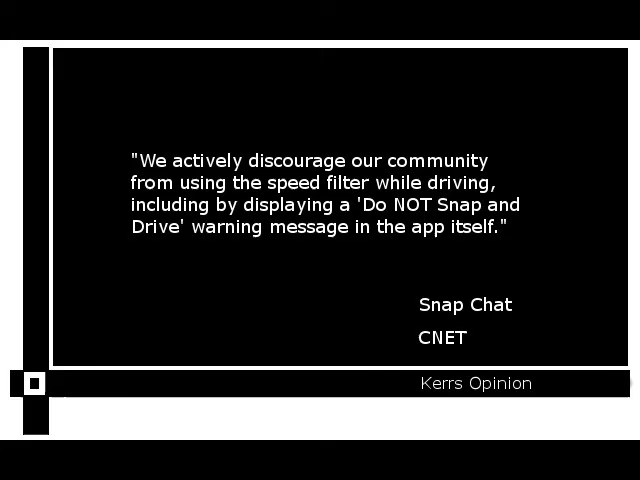 "We actively discourage our community
from using the speed filter while driving,
including by displaying a 'Do NOT Snap and
Drive' warning message in the app itself."
Snap Chat
CNET
Kerrs Opinion